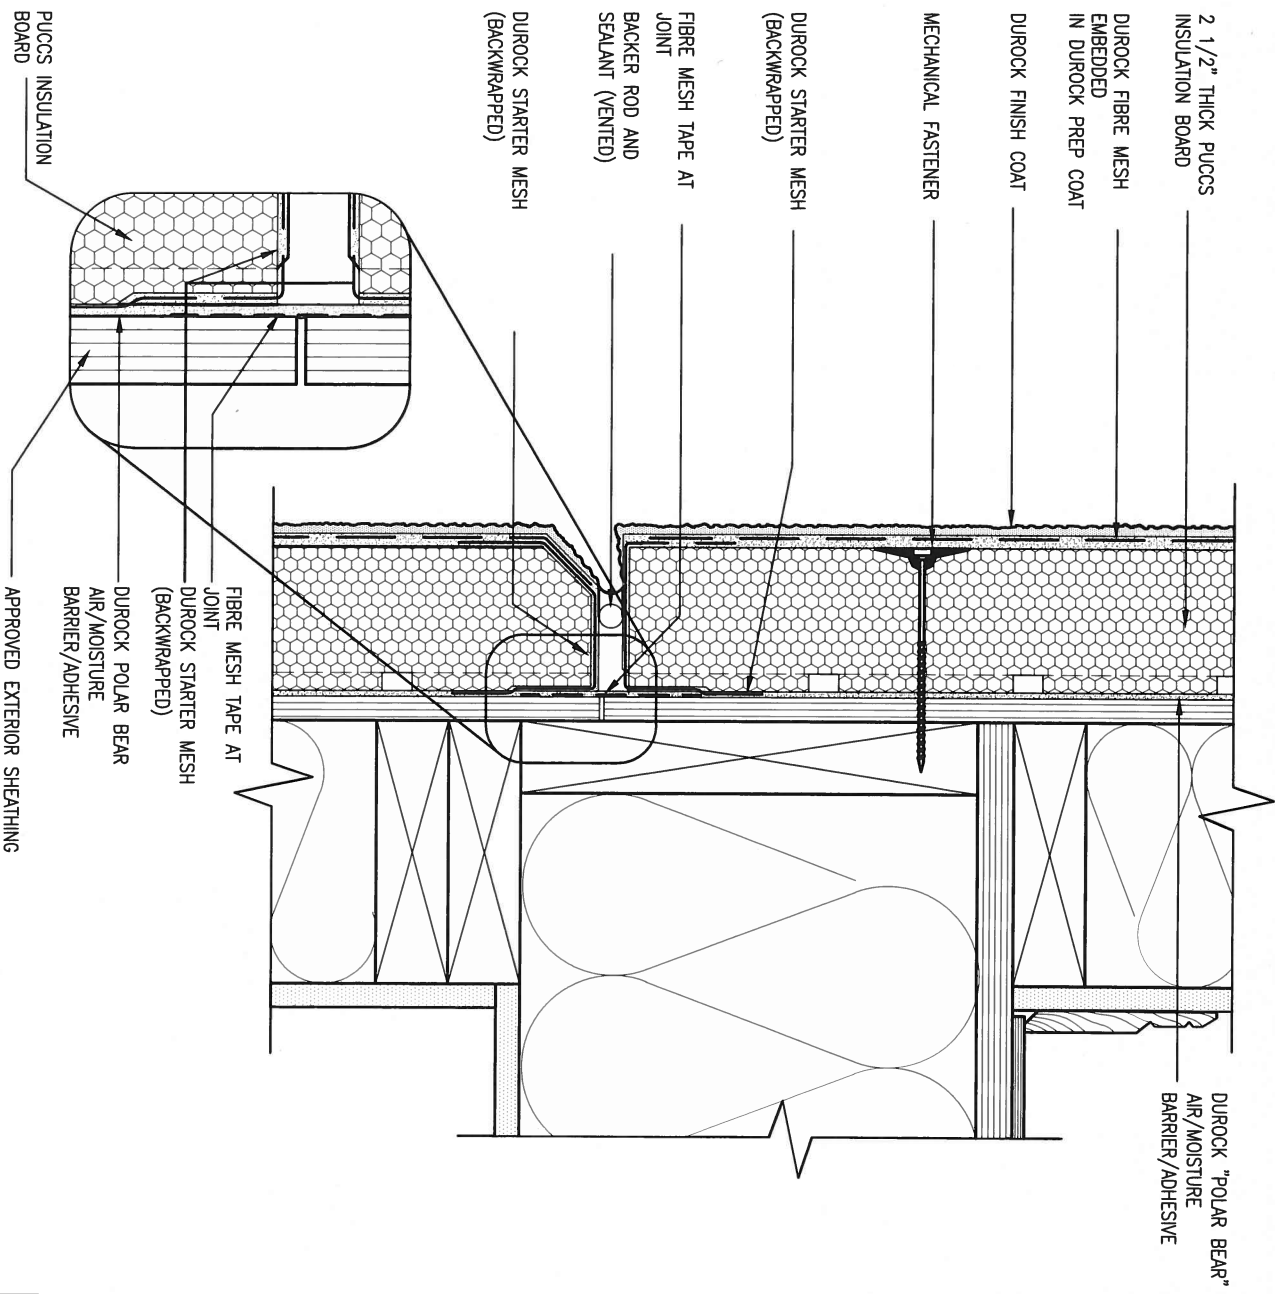 2 1/2" THICK PUCCS
INSULATION BOARD
DUROCK FIBRE MESH
EMBEDDED
IN DUROCK PREP COAT
DUROCK FINISH COAT
MECHANICAL FASTENER
DUROCK STARTER MESH
(BACKWRAPPED)
FIBRE MESH TAPE AT
JOINT
BACKER ROD AND
SEALANT (VENTED)
DUROCK STARTER MESH
(BACKWRAPPED)
PUCCS INSULATION
BOARD
DUROCK "POLAR BEAR"
AIR/MOISTURE
BARRIER/ADHESIVE
FIBRE MESH TAPE AT
JOINT
DUROCK STARTER MESH
(BACKWRAPPED)
DUROCK POLAR BEAR
AIR/MOISTURE
BARRIER/ADHESIVE
APPROVED EXTERIOR SHEATHING